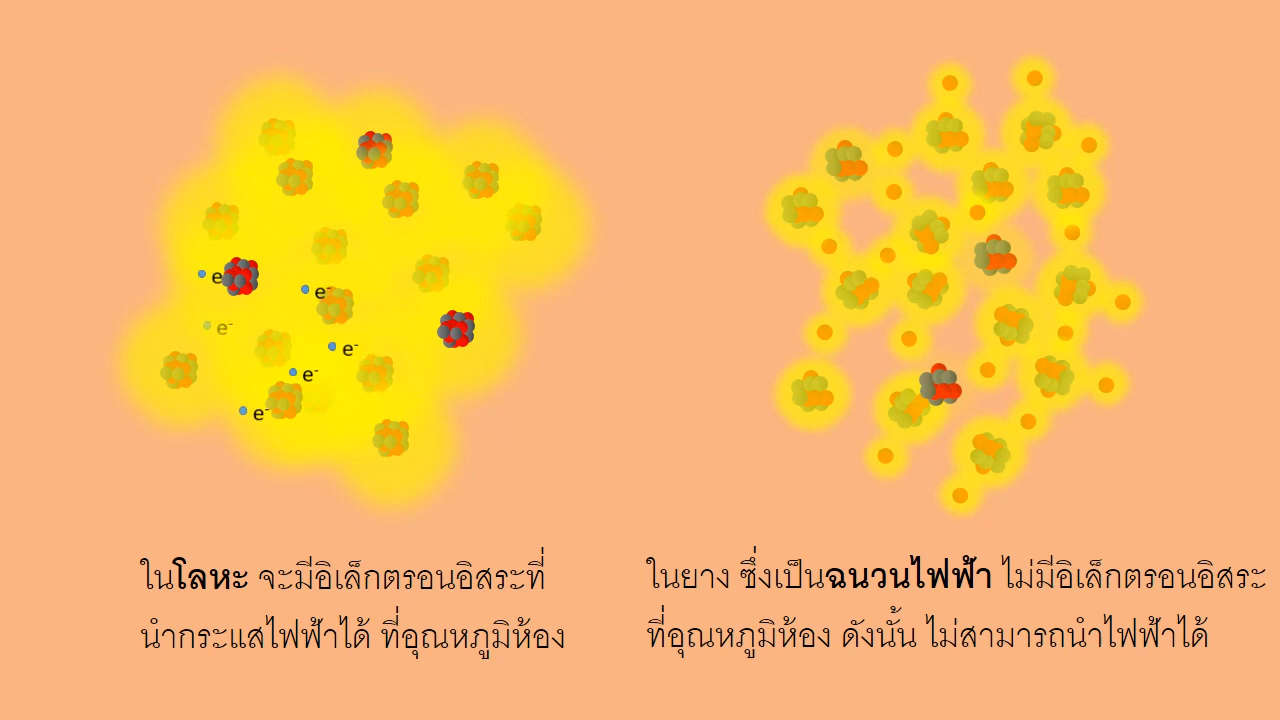 e⁻
e⁻
e⁻
e⁻
e⁻
e⁻
ในโลหะ จะมีอิเล็กตรอนอิสระที่
นำกระแสไฟฟ้าได้ ที่อุณหภูมิห้อง
ในยาง ซึ่งเป็นฉนวนไฟฟ้า ไม่มีอิเล็กตรอนอิสระ
ที่อุณหภูมิห้อง ดังนั้น ไม่สามารถนำไฟฟ้าได้